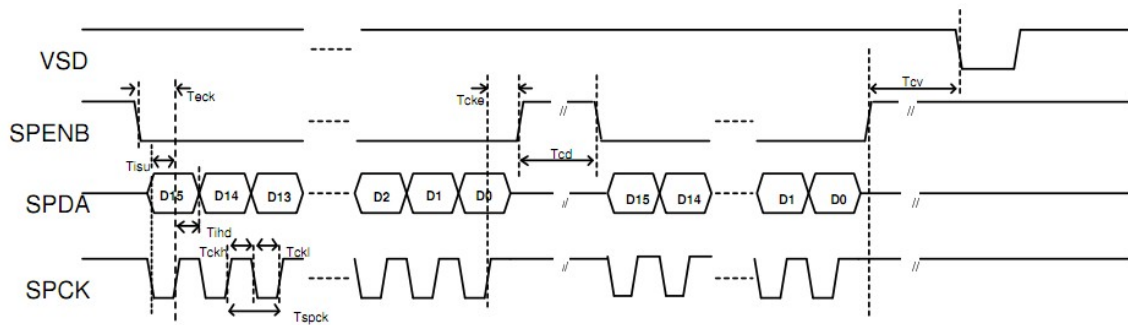 VSD
Tcv
Teck
Tcke
SPENB
Tcd
Tisu
SPDA
D15 D14 D13 D2 D1 D0 D15 D14 D1 D0
Tihd
Tckh Tckl
SPCK
Tspck